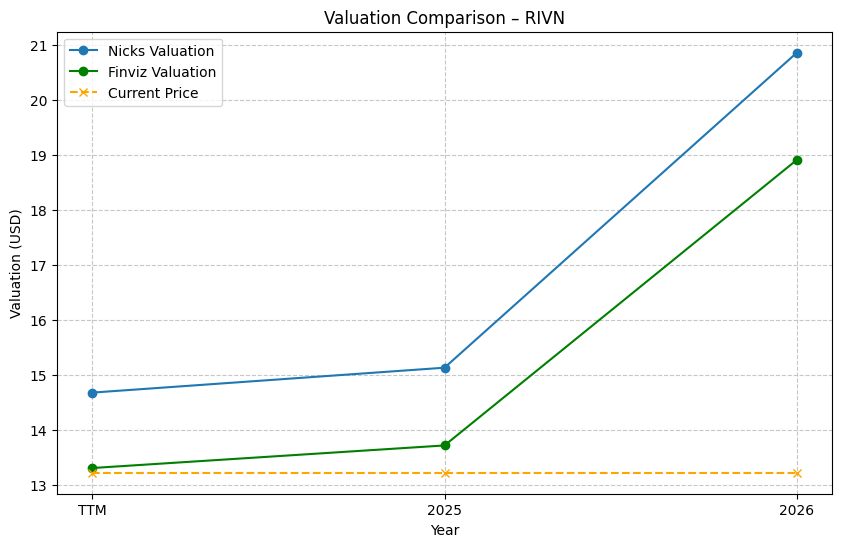 Valuation Comparison – RIVN
Nicks Valuation
Finviz Valuation
Current Price
Valuation (USD)
21
20
19
18
17
16
15
14
13
TTM
2025
2026
Year